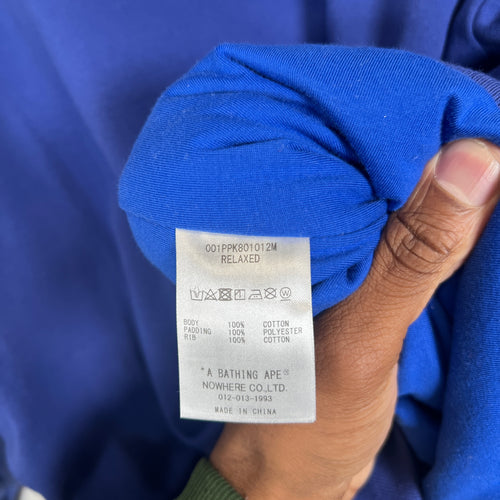 001PPK801012M
RELAXED
BODY 100% COTTON
PADDING 100% POLYESTER
RIB 100% COTTON
"A BATHING APE®
NOWHERE CO.,LTD.
012-013-1993
MADE IN CHINA